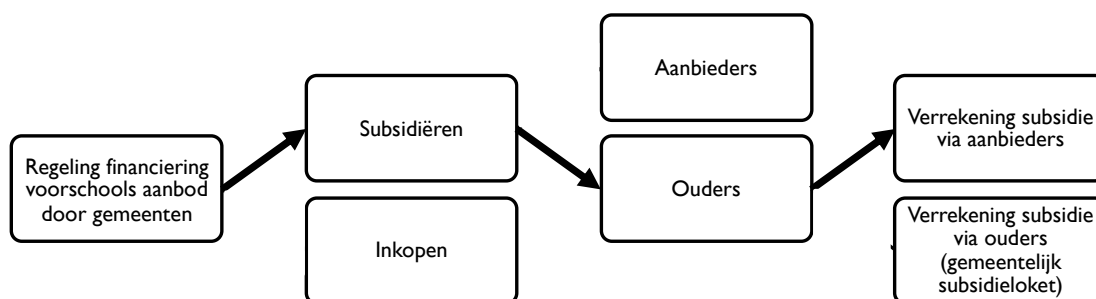 Regeling financiering
voorschools aanbod
door gemeenten
Subsidiëren
Inkopen
Aanbieders
Ouders
Verrekening subsidie
via aanbieders
Verrekening subsidie
via ouders
(gemeentelijk
subsidieloket)